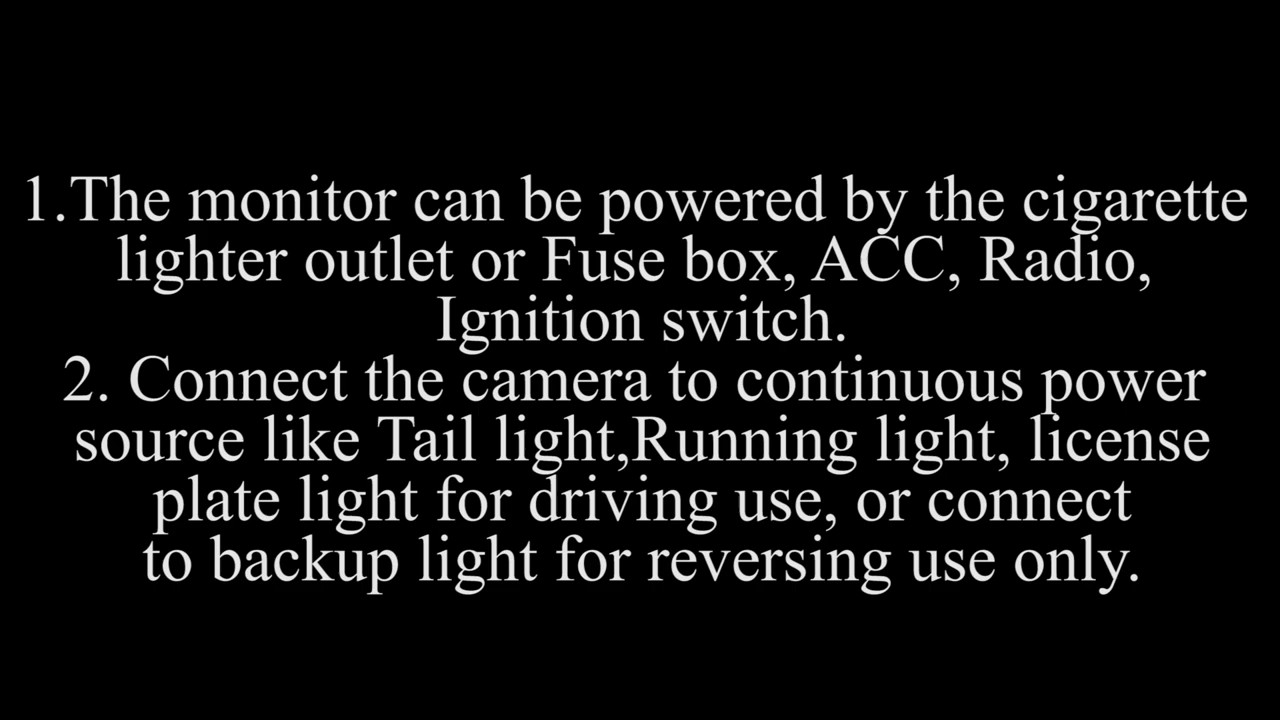 1.The monitor can be powered by the cigarette
lighter outlet or Fuse box, ACC, Radio,
Ignition switch.
2. Connect the camera to continuous power
source like Tail light,Running light, license
plate light for driving use, or connect
to backup light for reversing use only.